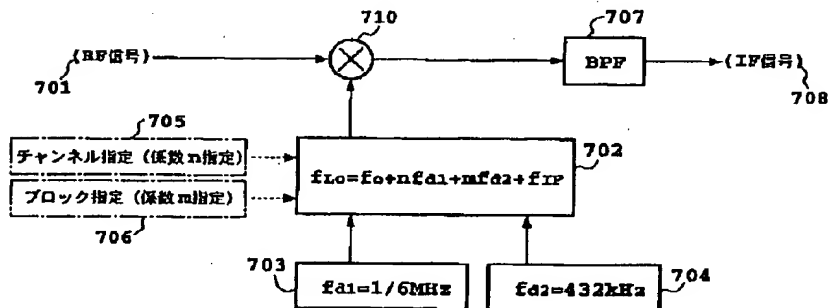 710
707
(RF信号)
BPF
(IF信号)
701
708
705
702
チャンネル指定 (係数n指定)
fLo=fo+nfd1+mfd2+fIF
ブロック指定 (係数m指定)
706
703
fd1=1/6MHz
fd2=432kHz
704